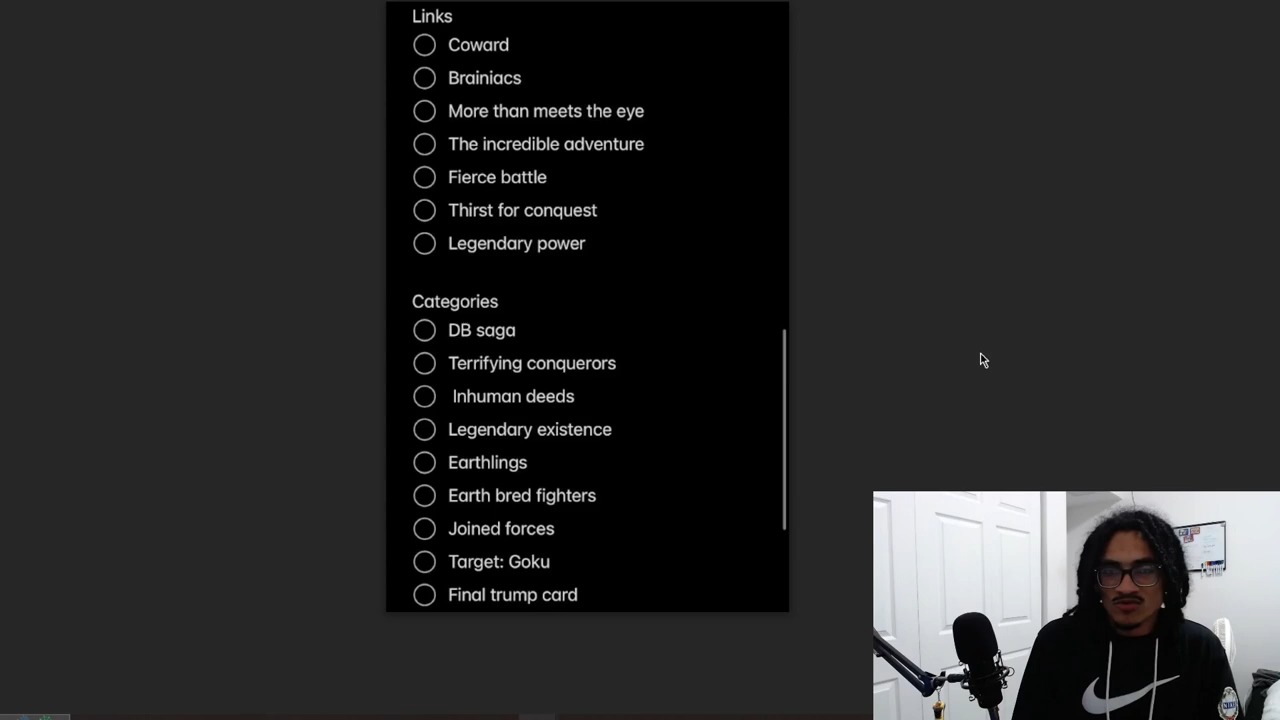 Links
Coward
Brainiacs
More than meets the eye
The incredible adventure
Fierce battle
Thirst for conquest
Legendary power
Categories
DB saga
Terrifying conquerors
Inhuman deeds
Legendary existence
Earthlings
Earth bred fighters
Joined forces
Target: Goku
Final trump card